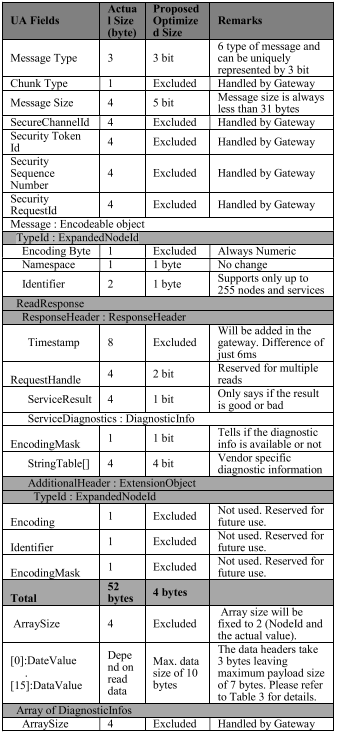 UA Fields
Actua
l Size
(byte)
Proposed
Optimize
d Size
Remarks
Message Type
3
3 bit
6 type of message and
can be uniquely
represented by 3 bit
Chunk Type
1
Excluded
Handled by Gateway
Message Size
4
5 bit
Message size is always
less than 31 bytes
SecureChannelId
4
Excluded
Handled by Gateway
Security Token
Id
4
Excluded
Handled by Gateway
Security
Sequence
Number
4
Excluded
Handled by Gateway
Security
RequestId
4
Excluded
Handled by Gateway
Message : Encodeable object
TypeId : ExpandedNodeId
Encoding Byte
1
Excluded
Always Numeric
Namespace
1
1 byte
No change
Identifier
2
1 byte
Supports only up to
255 nodes and services
ReadResponse
ResponseHeader : ResponseHeader
Timestamp
8
Excluded
Will be added in the
gateway. Difference of
just 6ms
RequestHandle
4
2 bit
Reserved for multiple
reads
ServiceResult
4
1 bit
Only says if the result
is good or bad
ServiceDiagnostics : DiagnosticInfo
EncodingMask
1
1 bit
Tells if the diagnostic
info is available or not
StringTable[]
4
4 bit
Vendor specific
diagnostic information
AdditionalHeader : ExtensionObject
TypeId : ExpandedNodeId
Encoding
1
Excluded
Not used. Reserved for
future use.
Identifier
1
Excluded
Not used. Reserved for
future use.
EncodingMask
1
Excluded
Not used. Reserved for
future use.
Total
52
bytes
4 bytes
ArraySize
4
Excluded
Array size will be
fixed to 2 (NodeId and
the actual value).
[0]:DateValue
.
[15]:DataValue
Depe
nd on
read
data
Max. data
size of 10
bytes
The data headers take
3 bytes leaving
maximum payload size
of 7 bytes. Please refer
to Table 3 for details.
Array of DiagnosticInfos
ArraySize
4
Excluded
Handled by Gateway